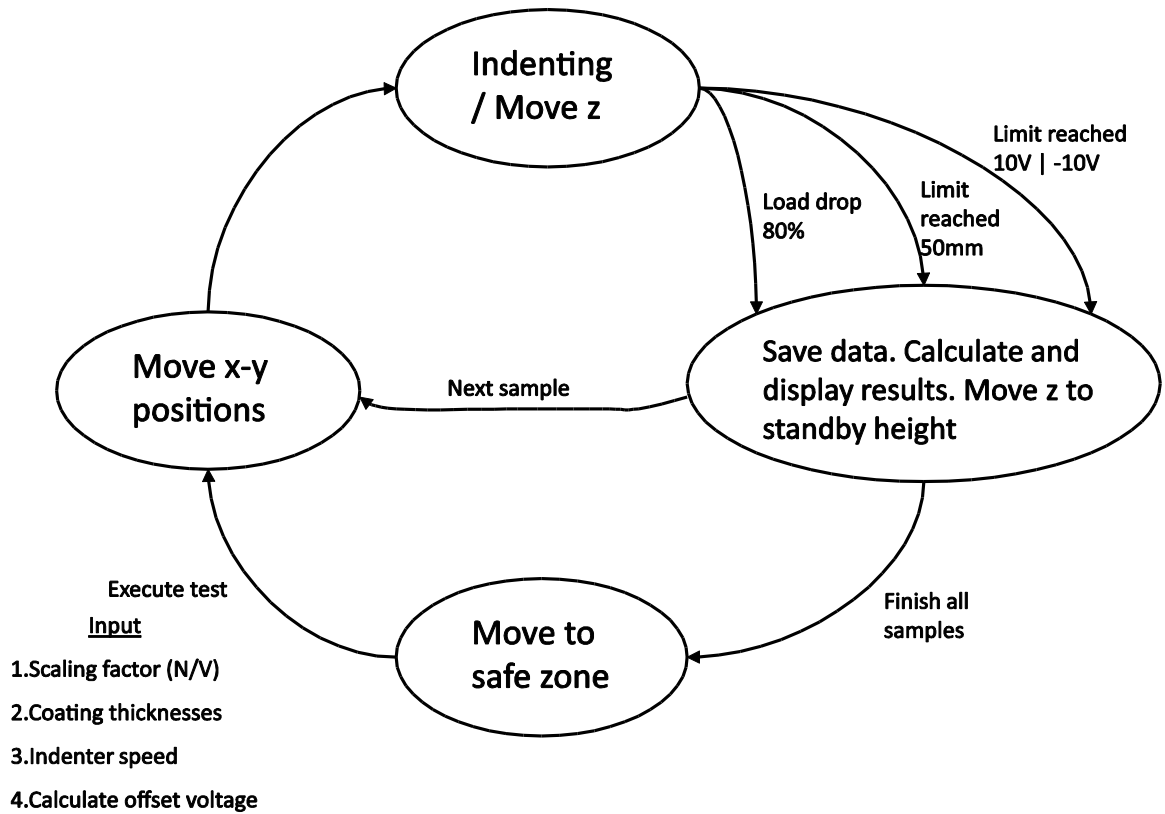 Indenting
/ Move z
Limit reached
10V | -10V
Load drop
80%
Limit
reached
50mm
Move x-y
positions
Next sample
Save data. Calculate and
display results. Move z to
standby height
Execute test
Input
1.Scaling factor (N/V)
2.Coating thicknesses
3.Indenter speed
4.Calculate offset voltage
Move to
safe zone
Finish all
samples